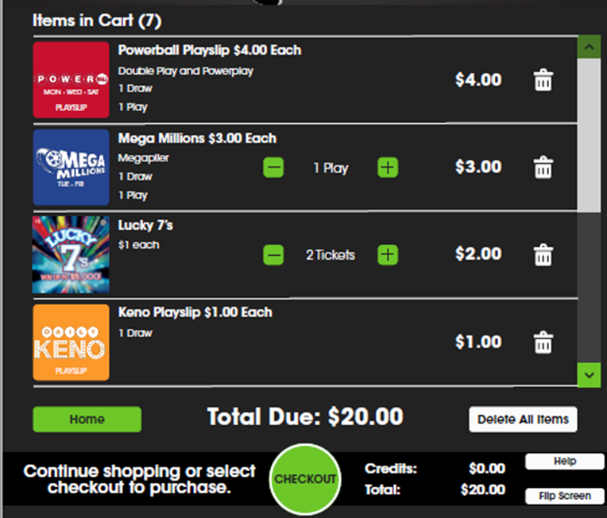 Items in Cart (7)
Powerball Playslip $4.00 Each
Double Play and Powerplay
1 Draw
1 Play
$4.00
POWERBALL
MON • WED • SAT
PLAYSLIP
Mega Millions $3.00 Each
Megaplier
1 Draw
1 Play
1 Play
$3.00
MEGA
MILLIONS
TUE • FRI
Lucky 7's
$1 each
2 Tickets
$2.00
$1
LUCKY
7's
Keno Playslip $1.00 Each
1 Draw
$1.00
DAILY
KENO
PLAYSLIP
Home
Total Due: $20.00
Delete All Items
Continue shopping or select
checkout to purchase.
CHECKOUT
Credits: $0.00
Total: $20.00
Help
Flip Screen